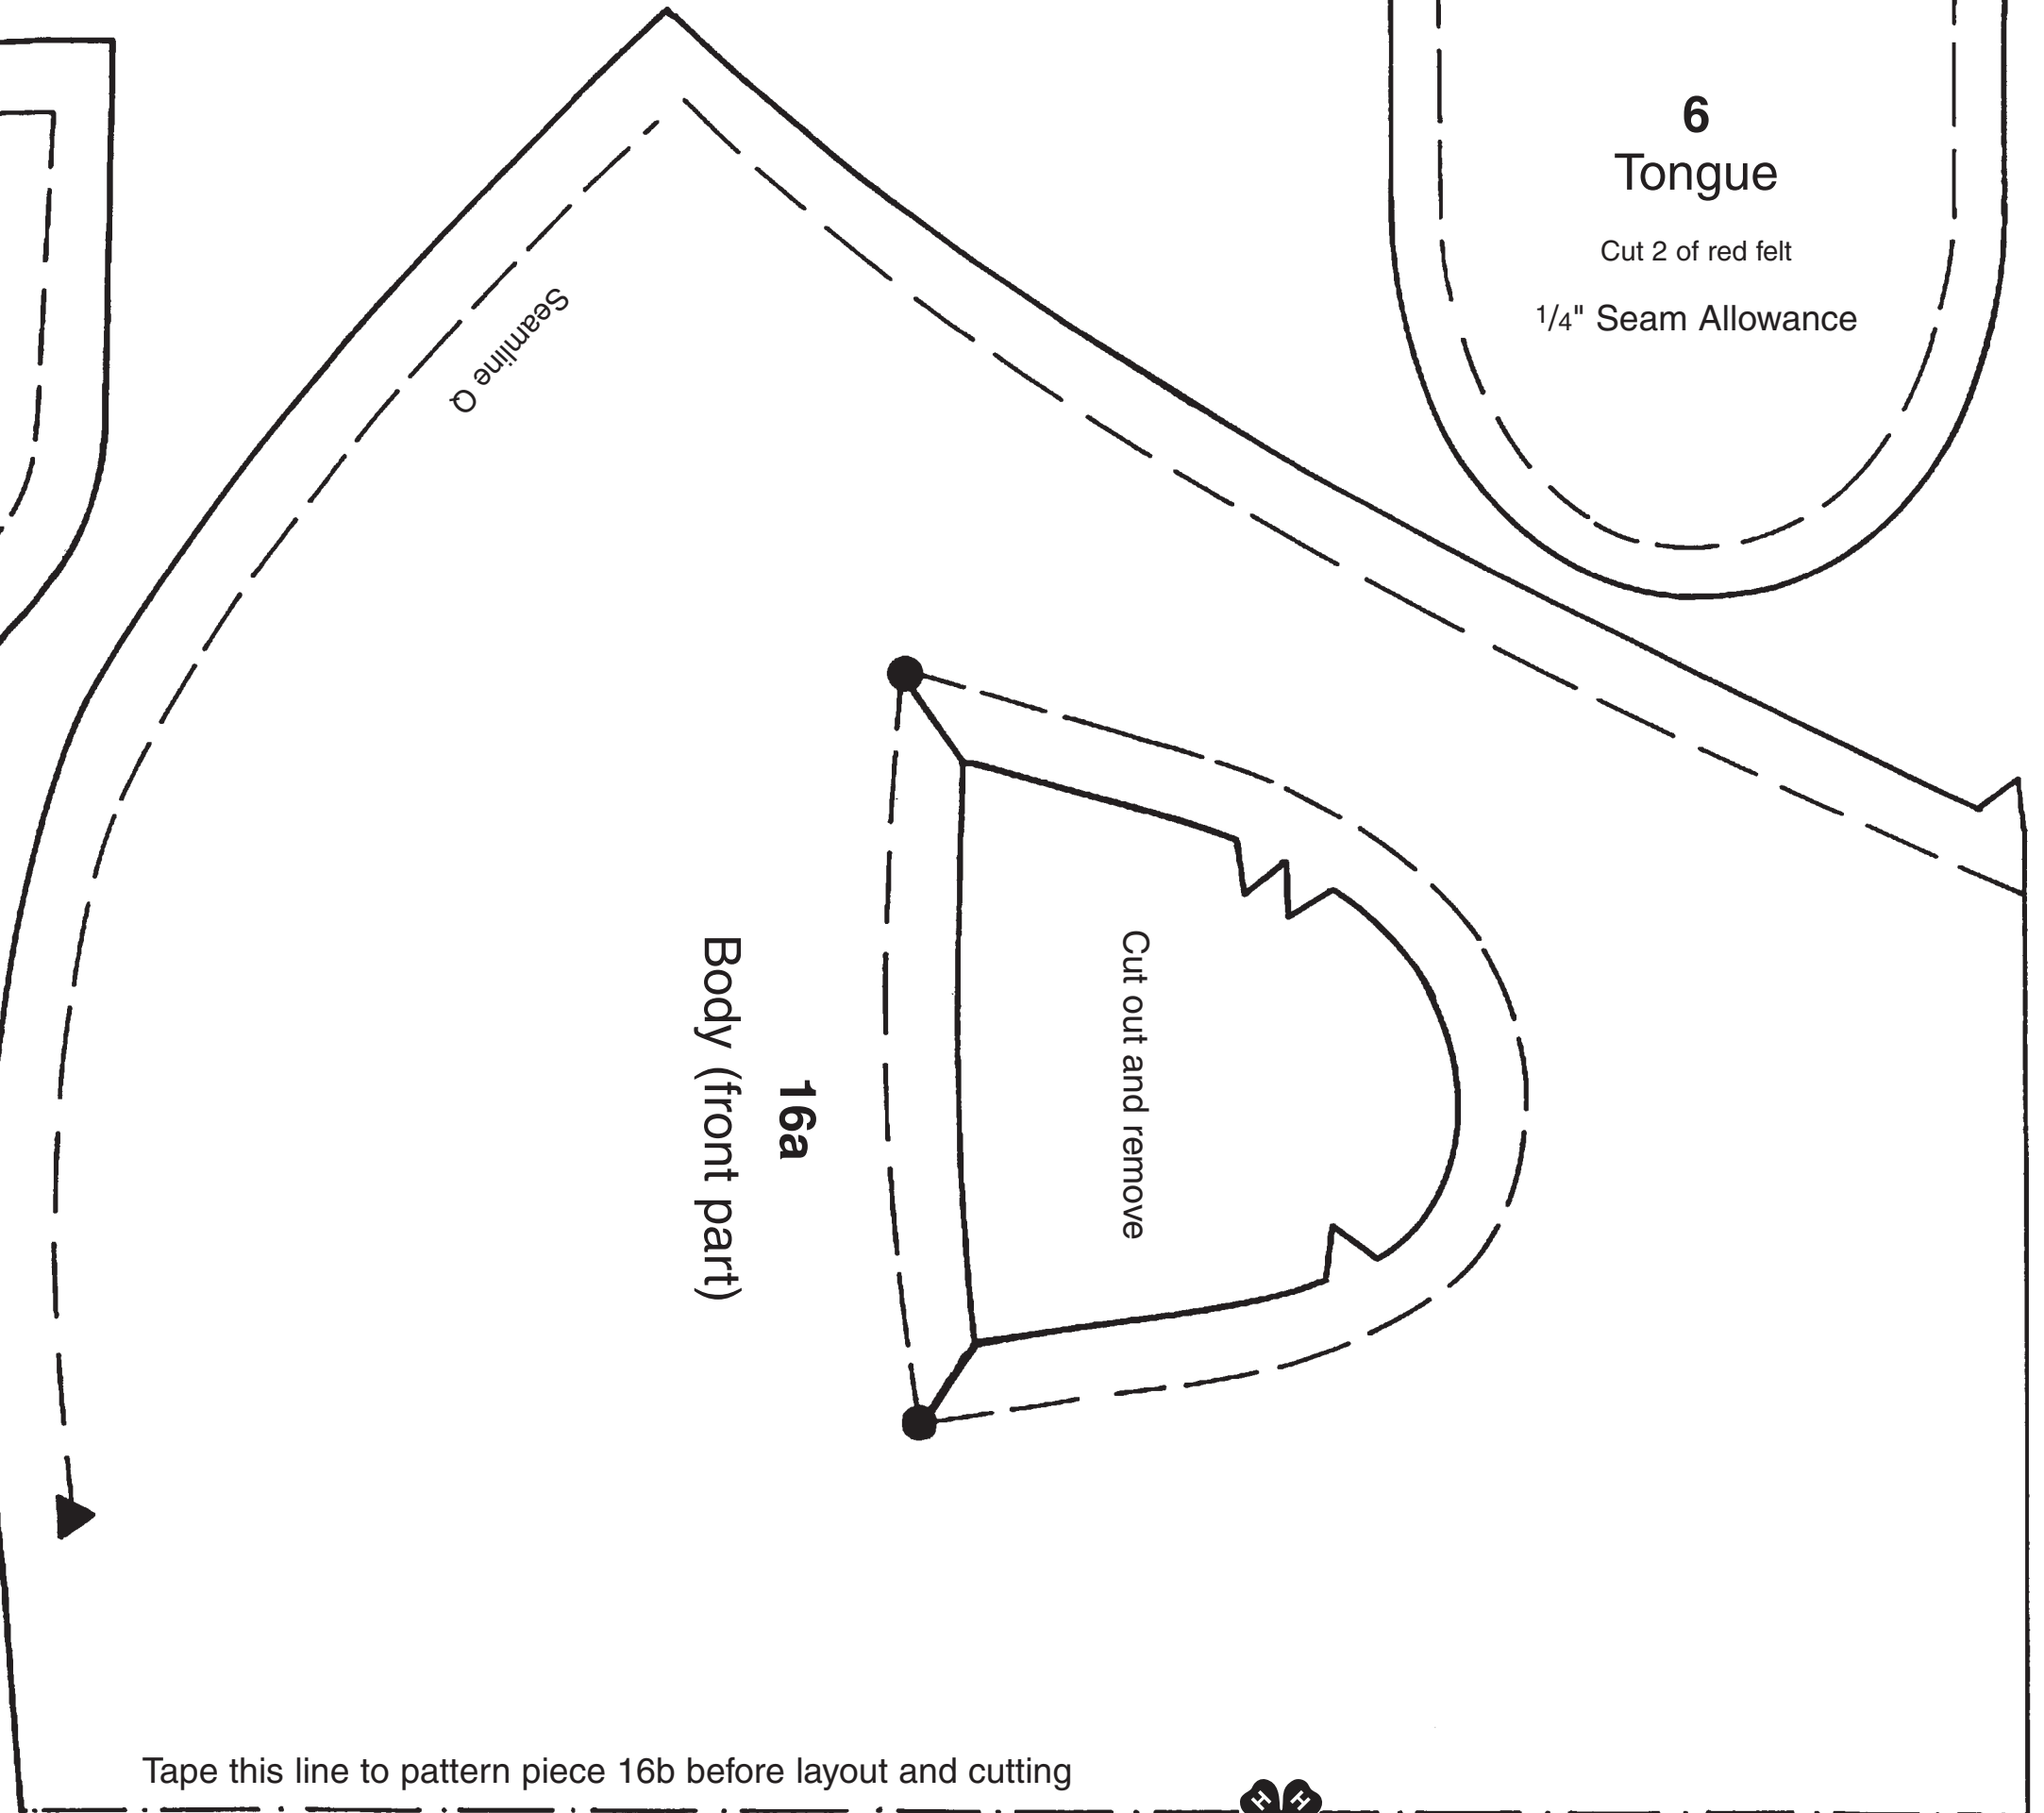 6
Tongue
Cut 2 of red felt
1/4" Seam Allowance
Seamline Q
Cut out and remove
16a
Body (front part)
Tape this line to pattern piece 16b before layout and cutting
H H